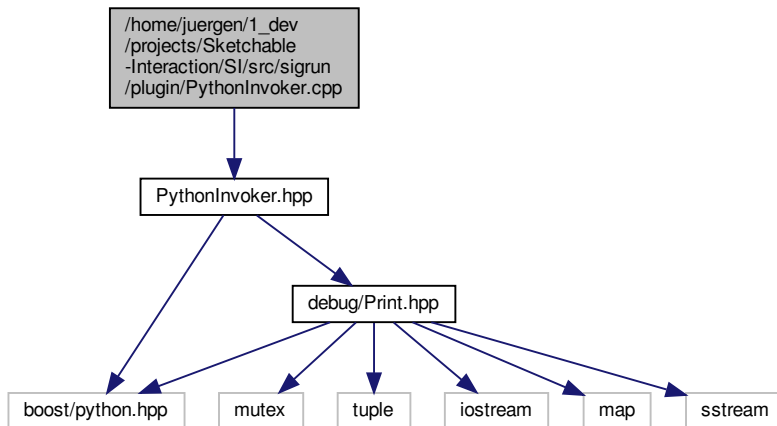 /home/juergen/1_dev
/projects/Sketchable
-Interaction/SI/src/sigrun
/plugin/PythonInvoker.cpp
PythonInvoker.hpp
debug/Print.hpp
boost/python.hpp
mutex
tuple
iostream
map
sstream